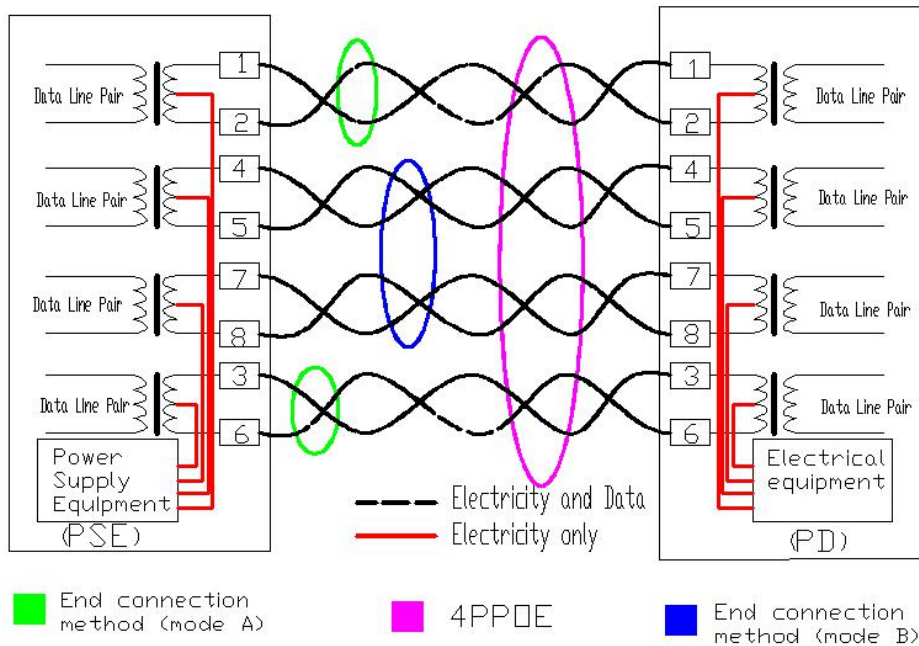 1
1
Data Line Pair
Data Line Pair
2
2
4
4
Data Line Pair
Data Line Pair
5
5
7
7
Data Line Pair
Data Line Pair
8
8
3
3
Data Line Pair
Data Line Pair
6
6
Power
Supply
Equipment
(PSE)
Electrical
equipment
(PD)
Electricity and Data
Electricity only
End connection
method (mode A)
4PPOE
End connection
method (mode B)